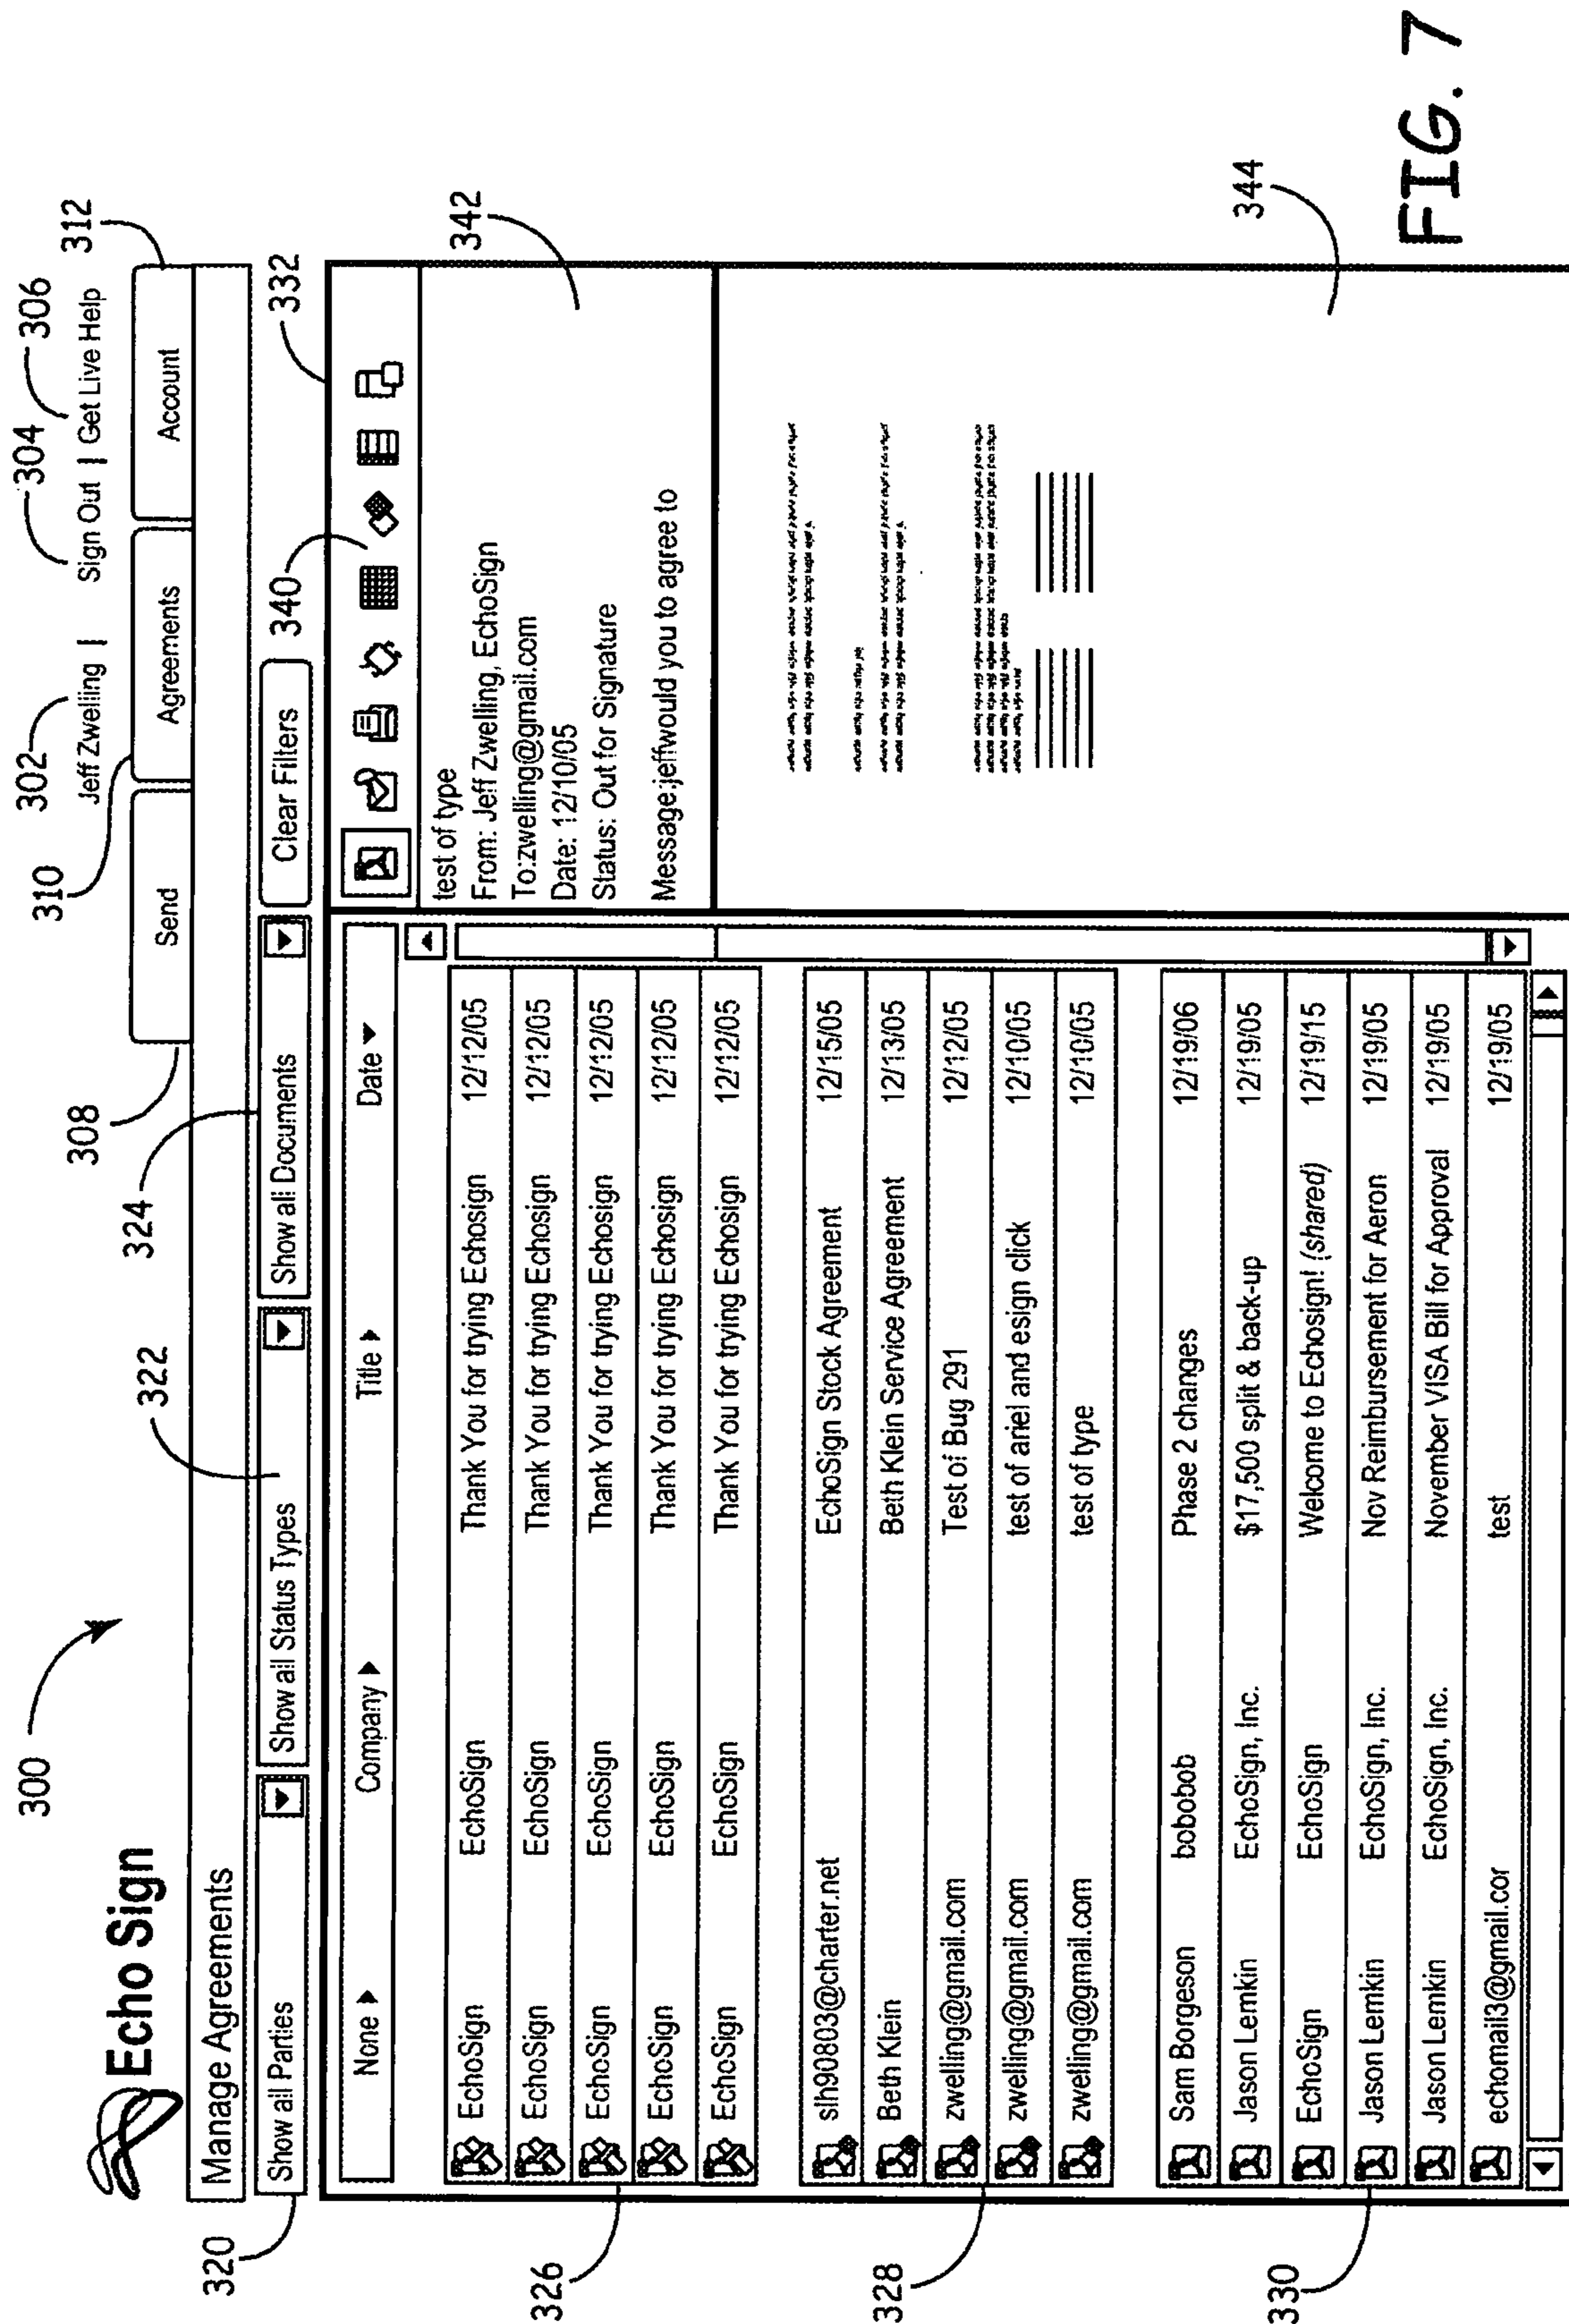 300
302
304
306
Echo Sign
Jeff Zwelling | Sign Out | Get Live Help
308
310
312
Send Agreements Account
Manage Agreements
320
322
324
Show all Parties Show all Status Types Show all Documents Clear Filters
332
340
None Company Title Date
326
EchoSign EchoSign Thank You for trying Echosign 12/12/05
EchoSign EchoSign Thank You for trying Echosign 12/12/05
EchoSign EchoSign Thank You for trying Echosign 12/12/05
EchoSign EchoSign Thank You for trying Echosign 12/12/05
EchoSign EchoSign Thank You for trying Echosign 12/12/05
328
slh90803@charter.net EchoSign Stock Agreement 12/15/05
Beth Klein Beth Klein Service Agreement 12/13/05
zwelling@gmail.com Test of Bug 291 12/12/05
zwelling@gmail.com test of ariel and esign click 12/10/05
zwelling@gmail.com test of type 12/10/05
330
Sam Borgeson bobobob Phase 2 changes 12/19/06
Jason Lemkin EchoSign, Inc. $17,500 split & back-up 12/19/05
EchoSign EchoSign Welcome to Echosign! (shared) 12/19/15
Jason Lemkin EchoSign, Inc. Nov Reimbursement for Aeron 12/19/05
Jason Lemkin EchoSign, Inc. November VISA Bill for Approval 12/19/05
echomail3@gmail.cor test 12/19/05
342
test of type
From: Jeff Zwelling, EchoSign
To:zwelling@gmail.com
Date: 12/10/05
Status: Out for Signature
Message:jeffwould you to agree to
344
FIG. 7